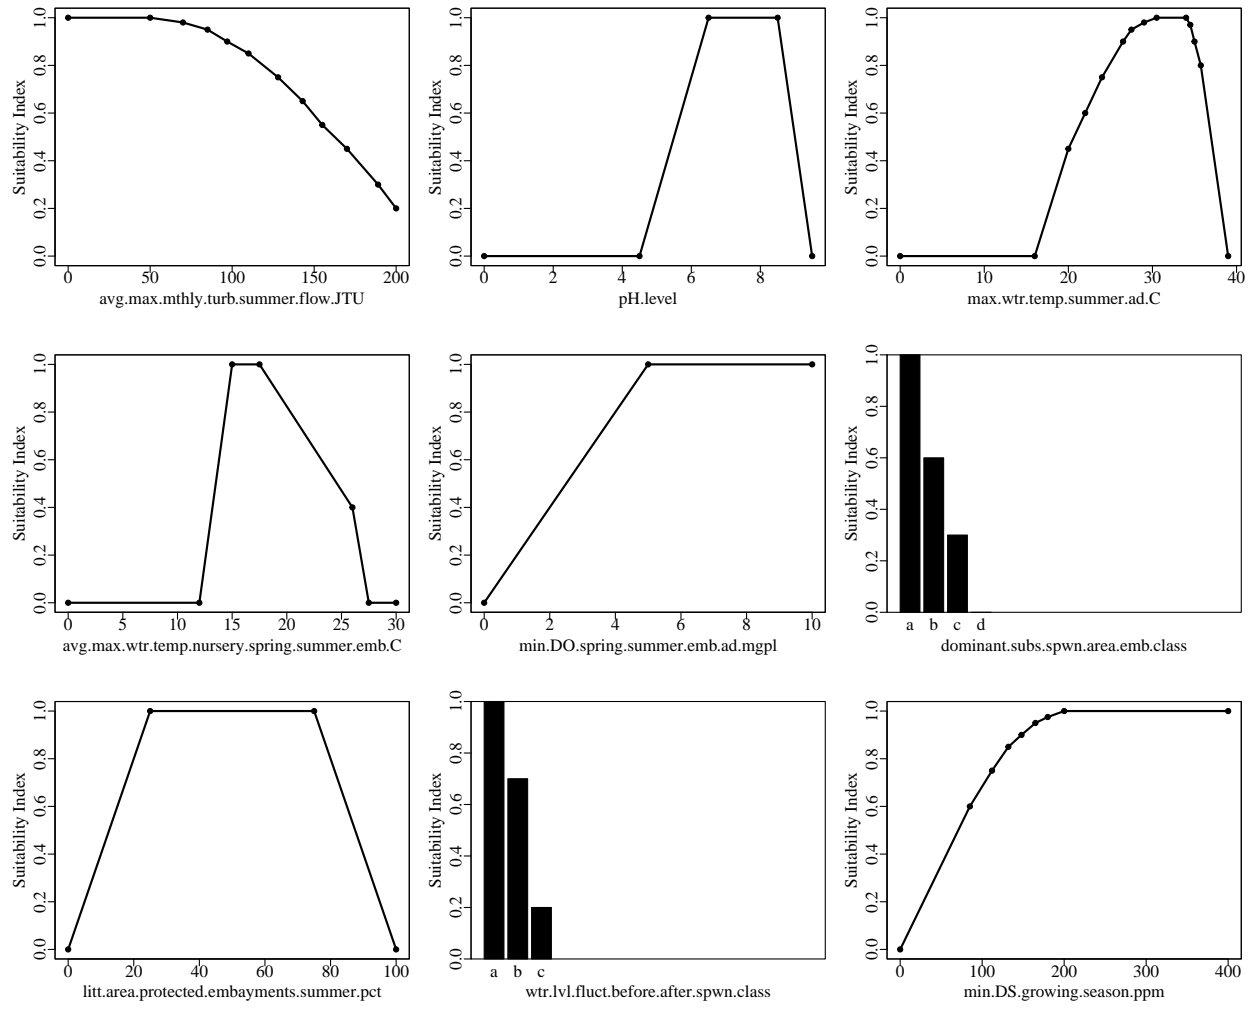 Suitability Index
0.0 0.2 0.4 0.6 0.8 1.0
0 50 100 150 200
avg.max.mthly.turb.summer.flow.JTU
Suitability Index
0.0 0.2 0.4 0.6 0.8 1.0
0 2 4 6 8
pH.level
Suitability Index
0.0 0.2 0.4 0.6 0.8 1.0
0 10 20 30 40
max.wtr.temp.summer.ad.C
Suitability Index
0.0 0.2 0.4 0.6 0.8 1.0
0 5 10 15 20 25 30
avg.max.wtr.temp.nursery.spring.summer.emb.C
Suitability Index
0.0 0.2 0.4 0.6 0.8 1.0
0 2 4 6 8 10
min.DO.spring.summer.emb.ad.mgpl
Suitability Index
0.0 0.2 0.4 0.6 0.8 1.0
a b c d
dominant.subs.spwn.area.emb.class
Suitability Index
0.0 0.2 0.4 0.6 0.8 1.0
0 20 40 60 80 100
litt.area.protected.embayments.summer.pct
Suitability Index
0.0 0.2 0.4 0.6 0.8 1.0
a b c
wtr.lvl.fluct.before.after.spwn.class
Suitability Index
0.0 0.2 0.4 0.6 0.8 1.0
0 100 200 300 400
min.DS.growing.season.ppm